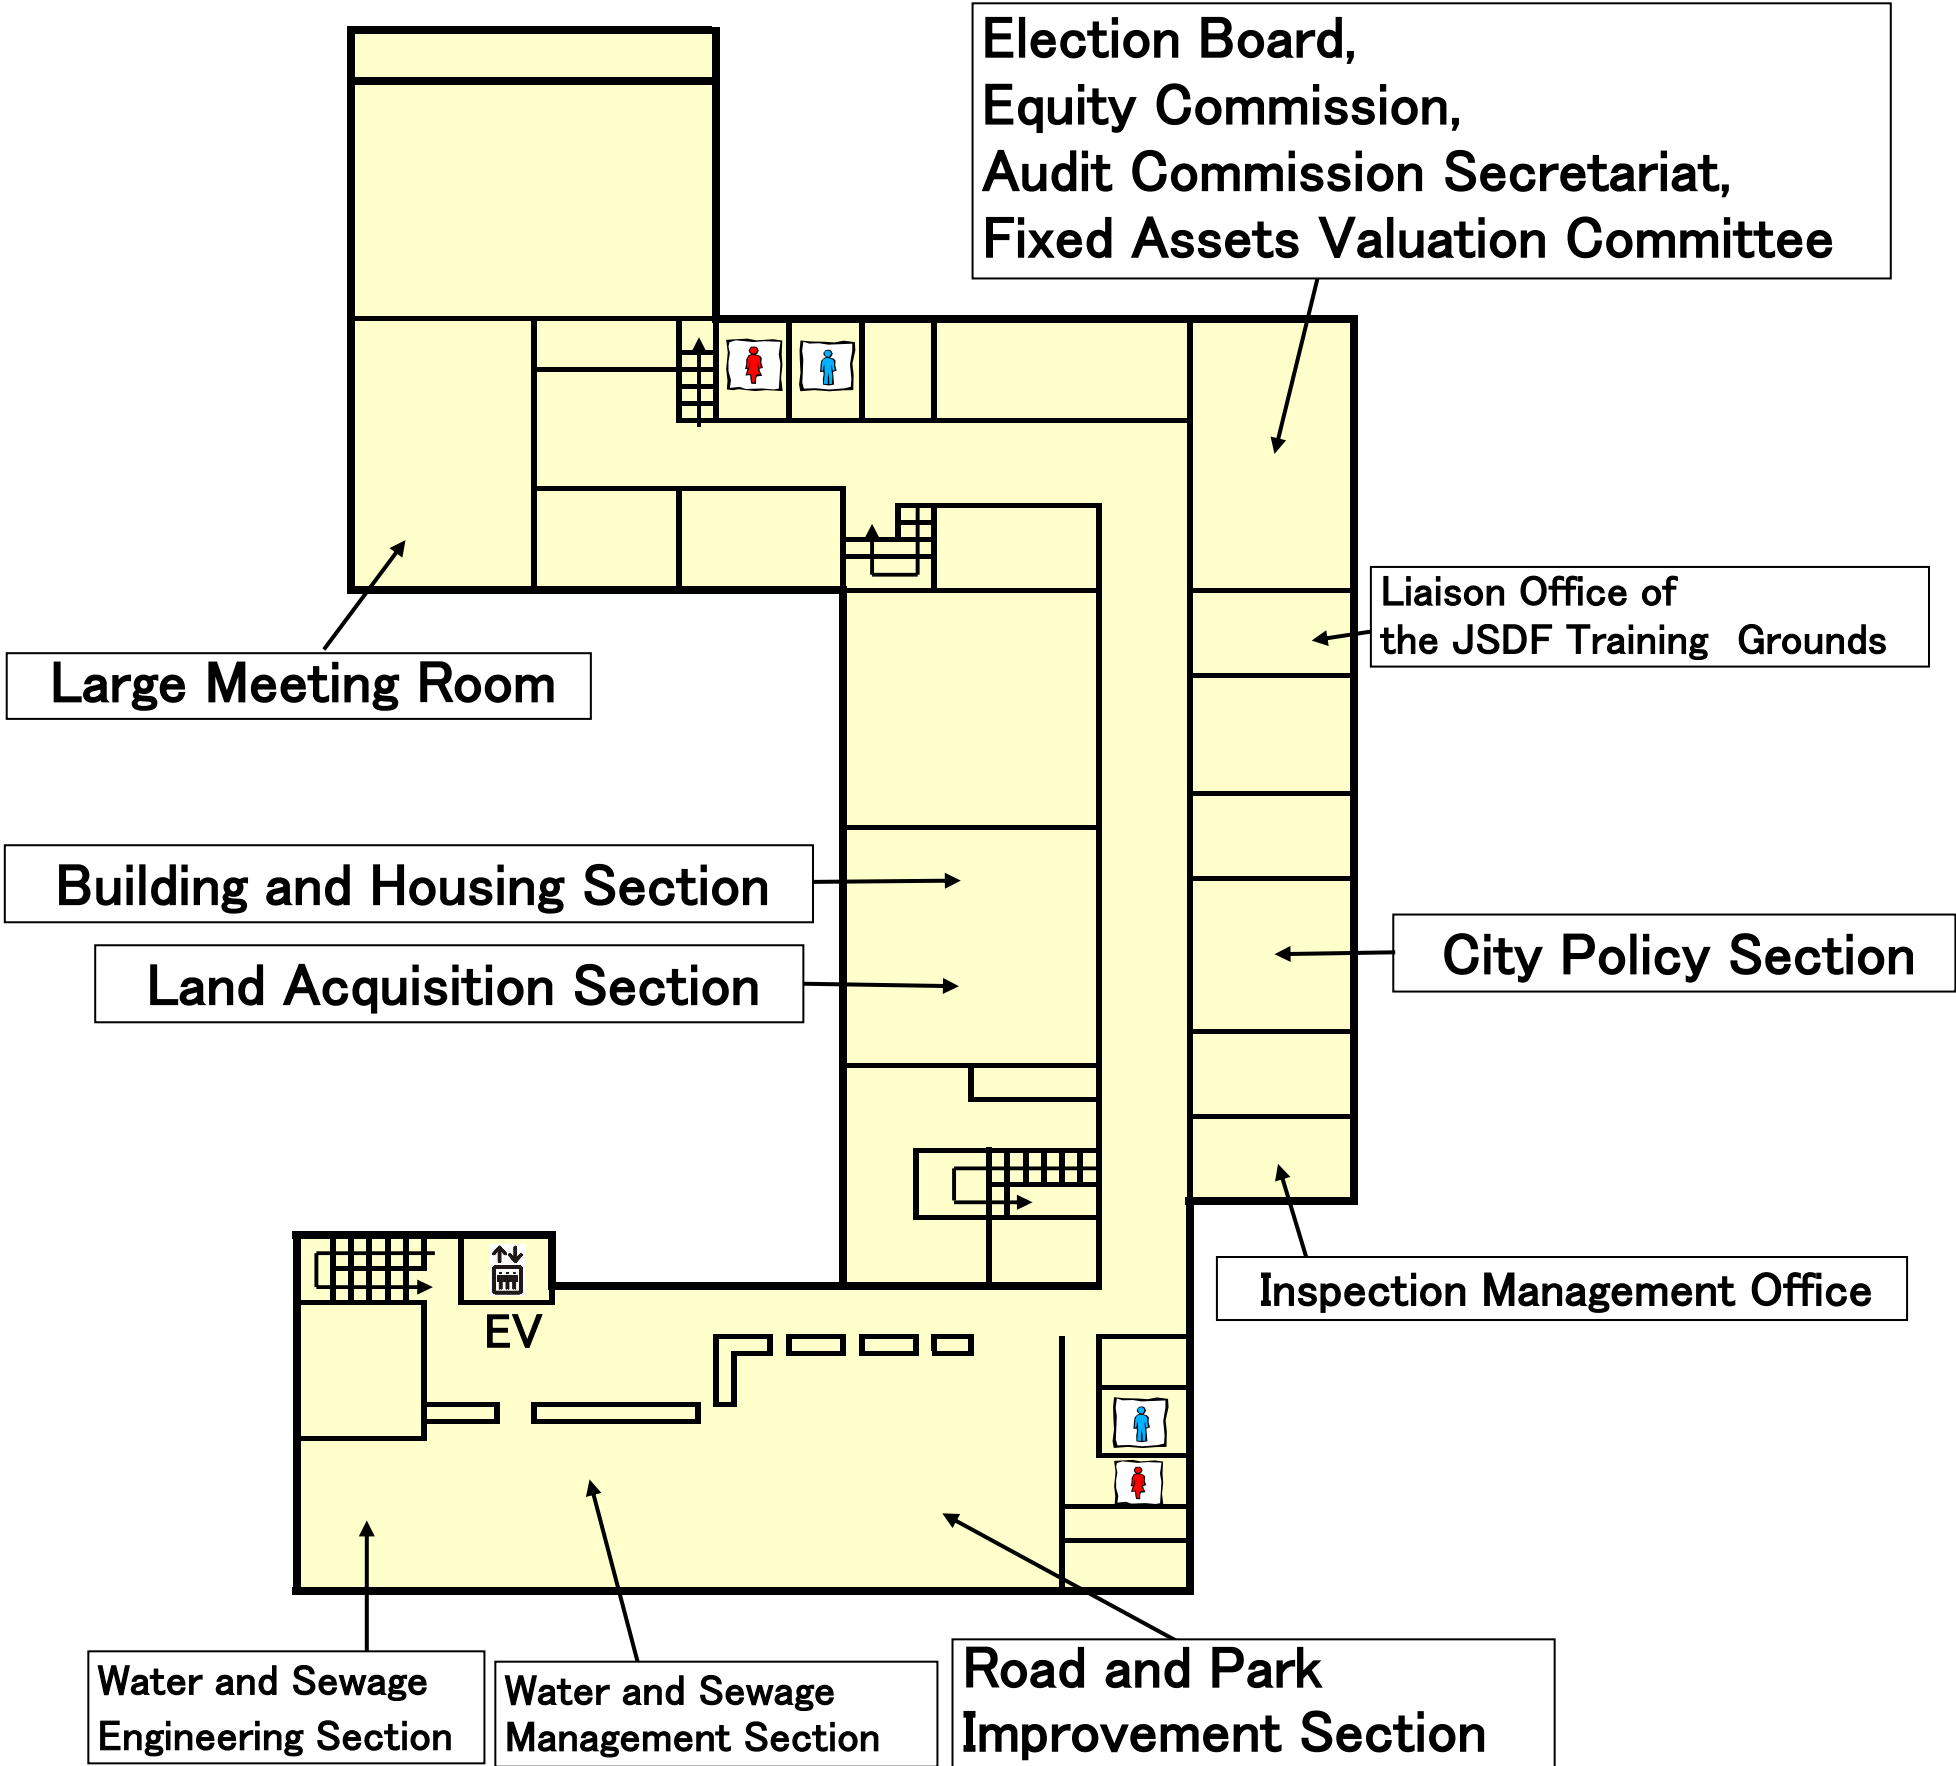 Election Board,
Equity Commission,
Audit Commission Secretariat,
Fixed Assets Valuation Committee
Liaison Office of
the JSDF Training Grounds
Large Meeting Room
Building and Housing Section
City Policy Section
Land Acquisition Section
Inspection Management Office
EV
Water and Sewage
Engineering Section
Water and Sewage
Management Section
Road and Park
Improvement Section